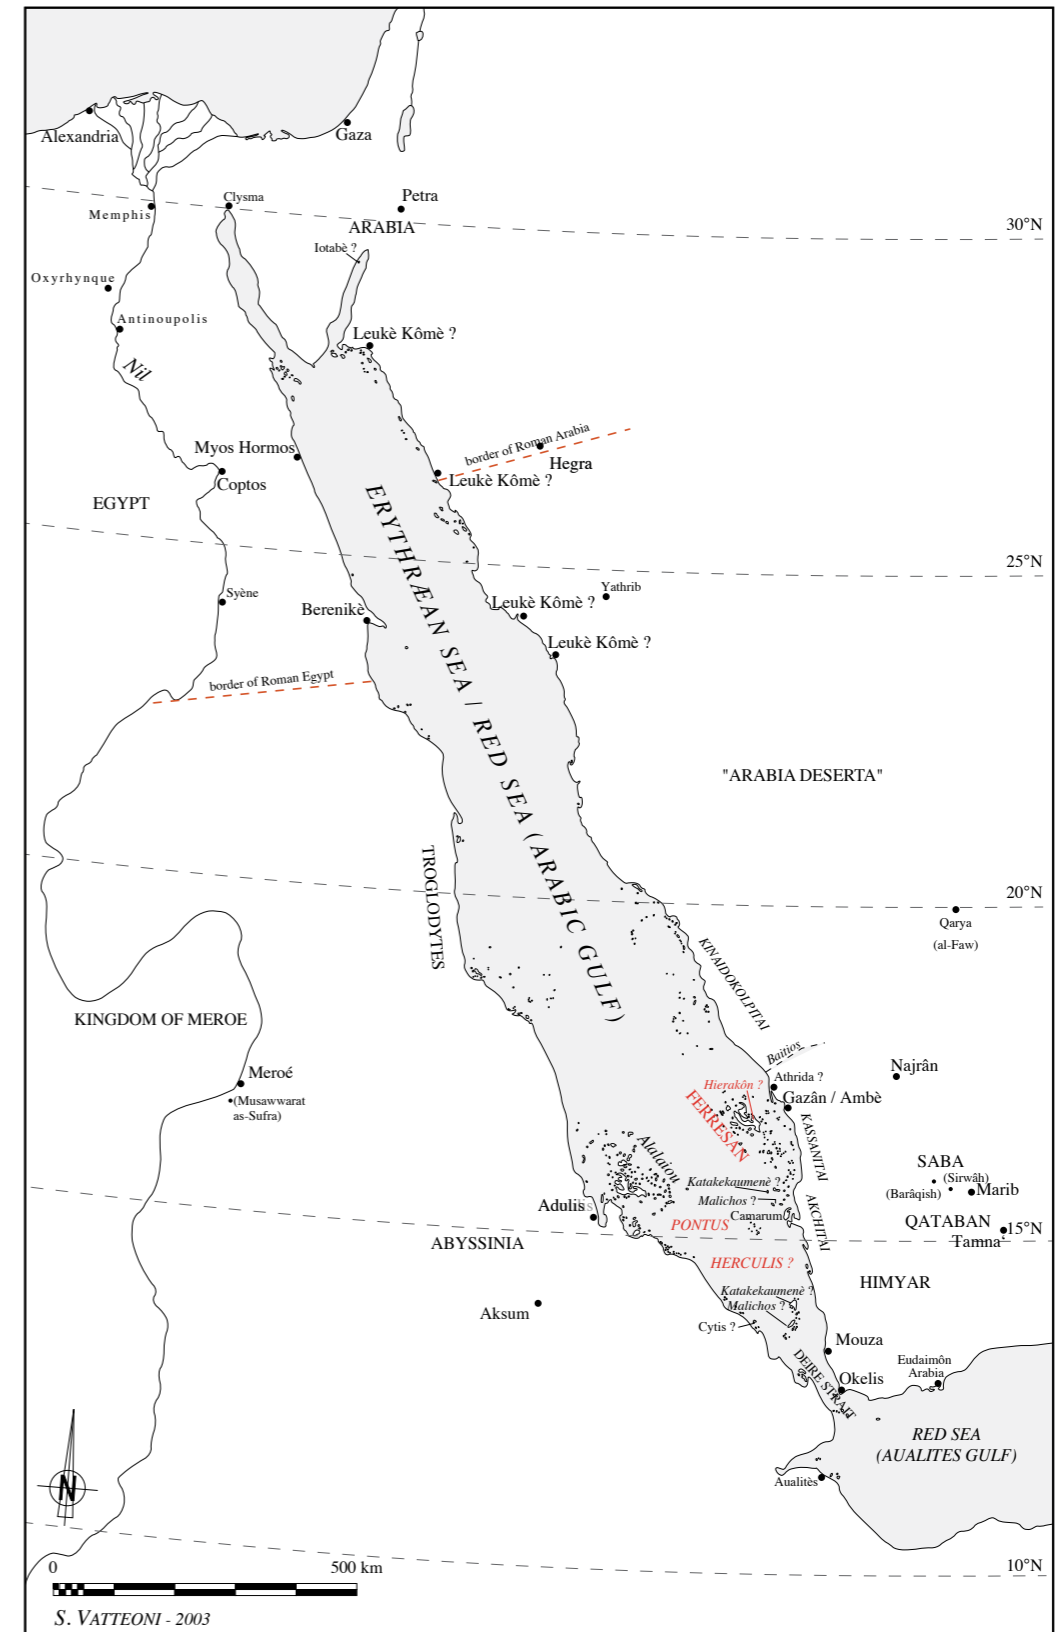 Alexandria
Gaza
Clysma
Petra
Memphis
ARABIA
30°N
Iotabè ?
Oxyrhynque
Antinoupolis
Leukè Kômè ?
Nil
border of Roman Arabia
Myos Hormos
Hegra
Leukè Kômè ?
Coptos
EGYPT
ERYTHRÆAN SEA / RED SEA (ARABIC GULF)
25°N
Syène
Yathrib
Berenikè
Leukè Kômè ?
Leukè Kômè ?
border of Roman Egypt
"ARABIA DESERTA"
TROGLODYTES
20°N
Qarya
(al-Faw)
KINAIDOKOLPITAI
KINGDOM OF MEROE
Baitios
Meroé
Najrân
Athrida ?
Hierakôn ?
(Musawwarat
as-Sufra)
Gazân / Ambè
FERRESAN
KASSANITAI
Alalaiou
SABA
(Sirwâh)
Katakekaumenè ?
(Barâqish)
Marib
Malichos ?
Adulis
Camarum
AKCHITAI
PONTUS
QATABAN
15°N
Tamna'
ABYSSINIA
HERCULIS ?
HIMYAR
Katakekaumenè ?
Malichos ?
Aksum
Cytis ?
Mouza
DEIRE STRAIT
Eudaimôn
Arabia
Okelis
RED SEA
(AUALITES GULF)
Aualitès
N
10°N
0 500 km
S. VATTEONI - 2003